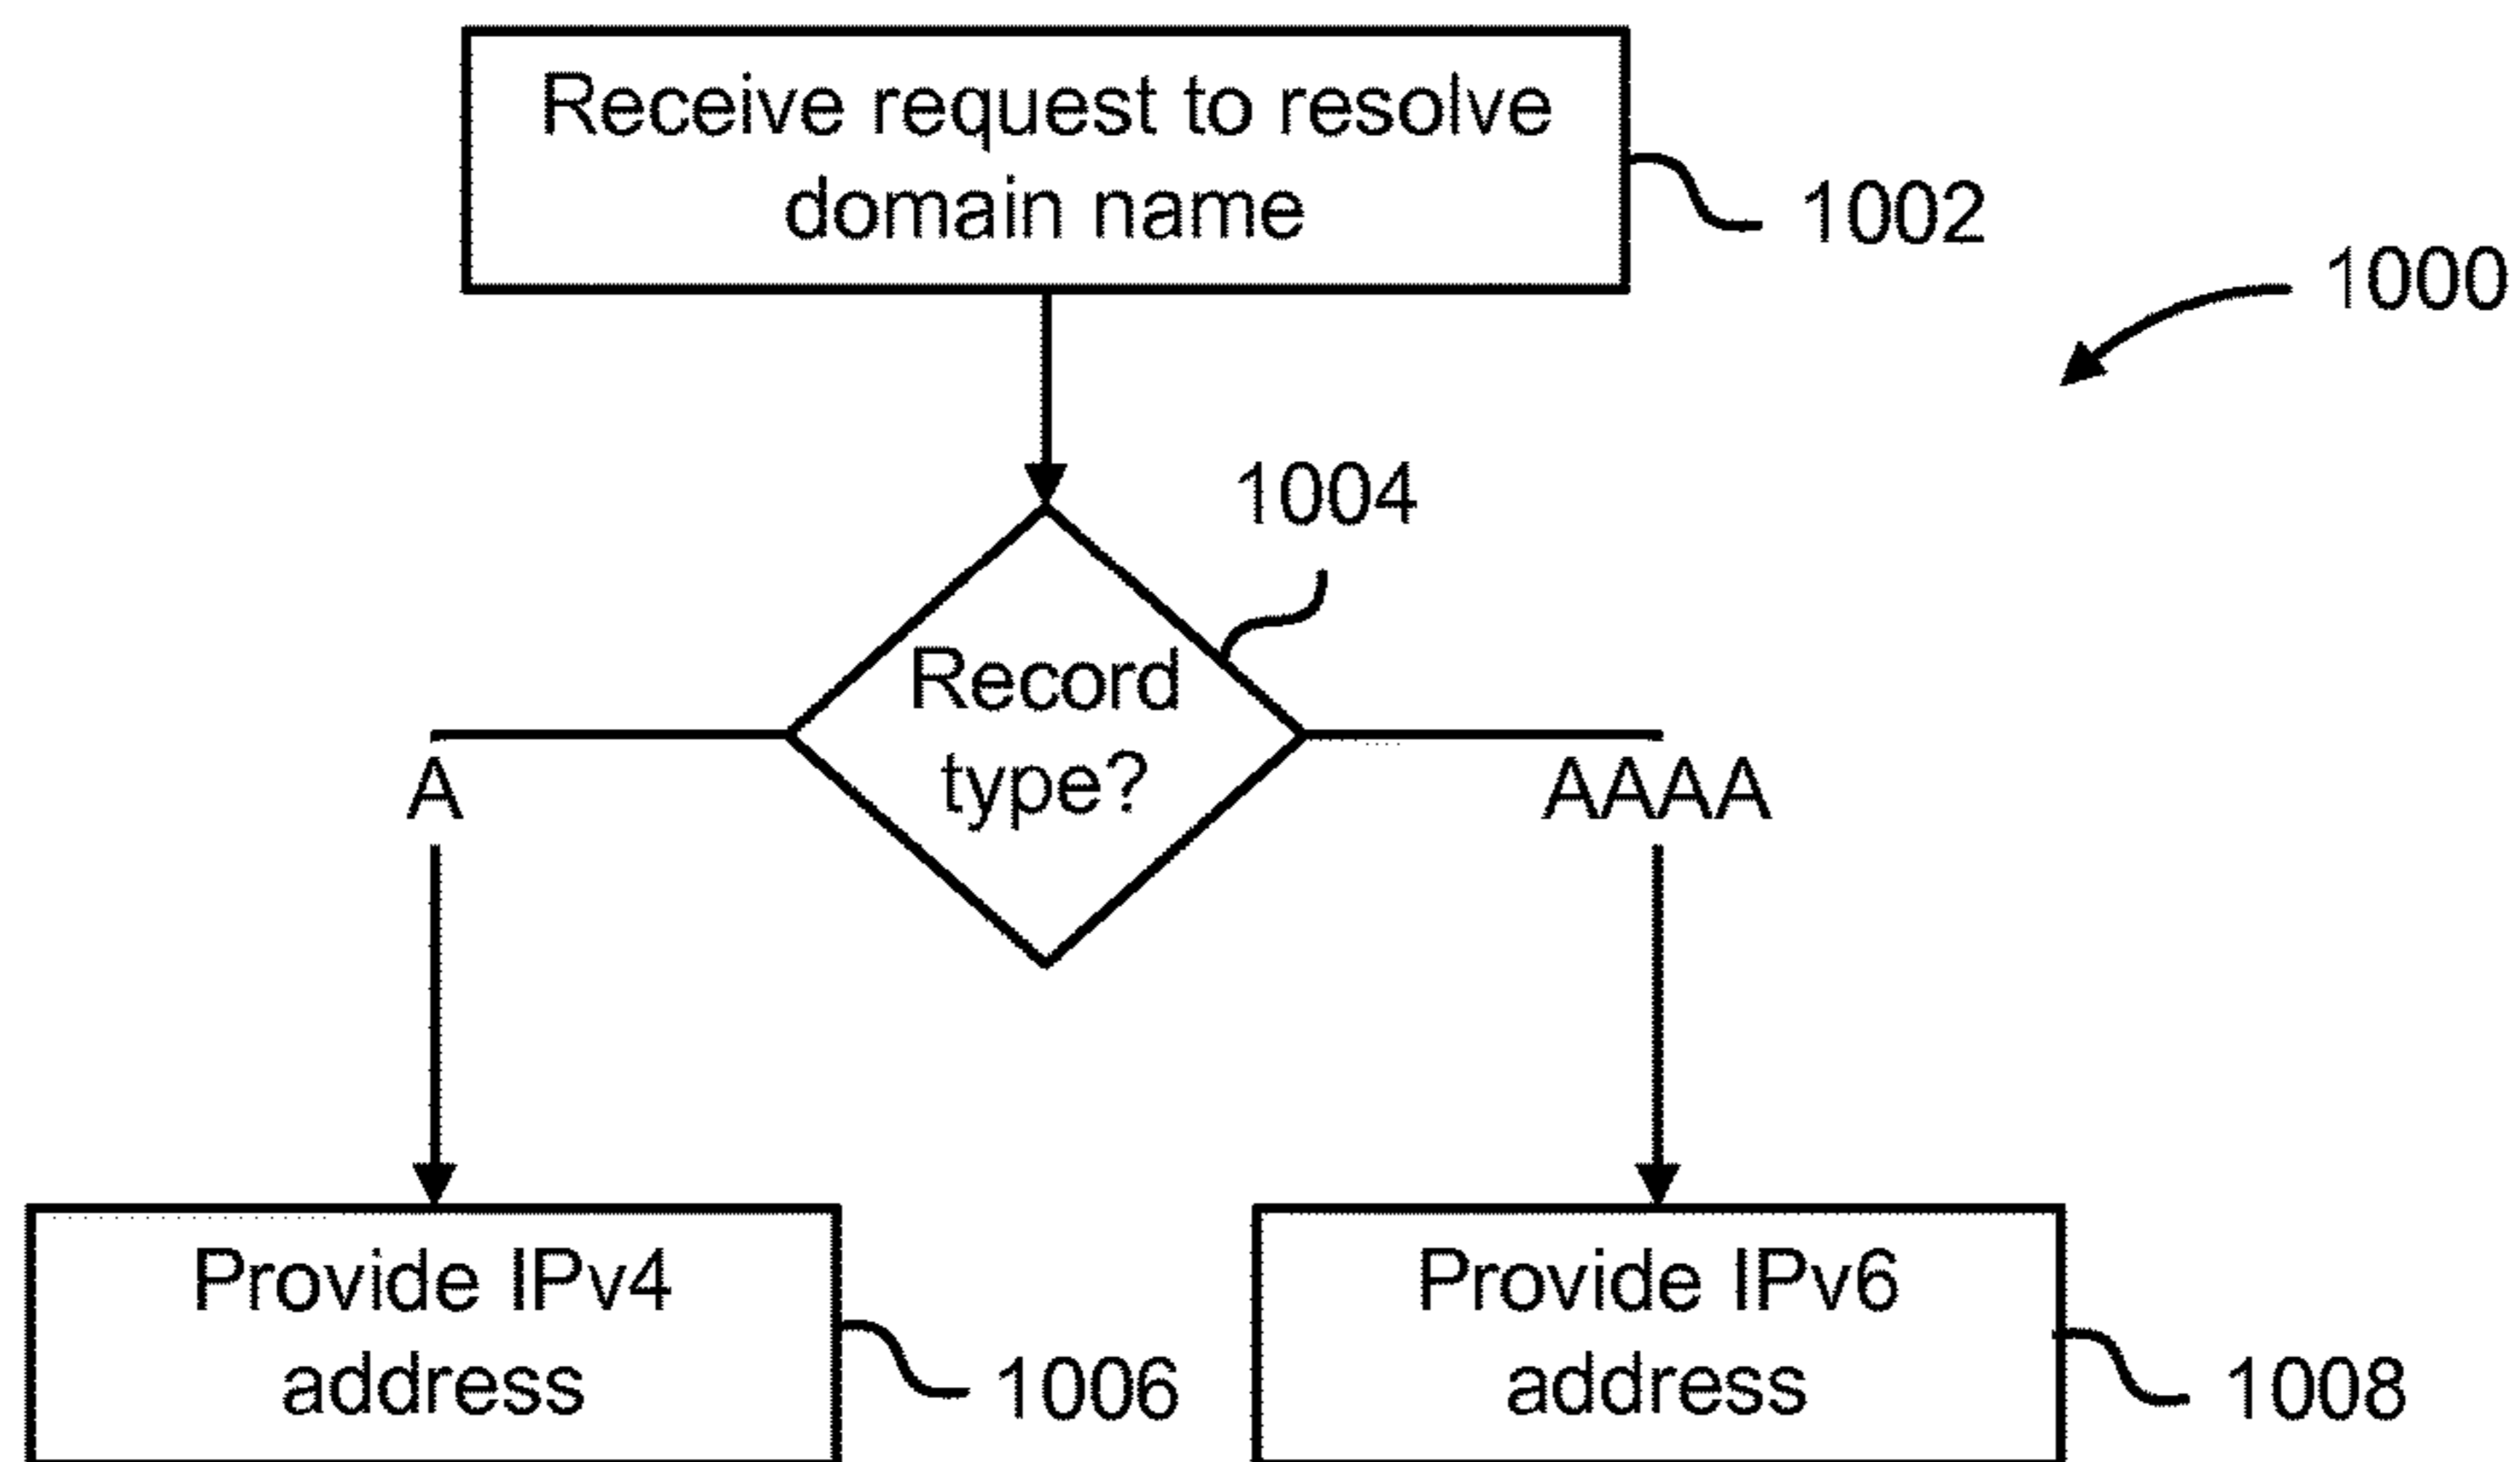 Receive request to resolve
domain name
1002
1000
1004
Record
type?
A
AAAA
Provide IPv4
address
1006
Provide IPv6
address
1008